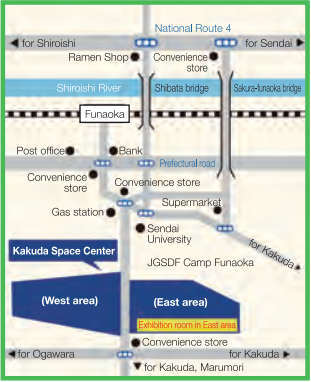 National Route 4
for Shiroishi
for Sendai
Ramen Shop
Convenience
store
Shiroishi River
Shibata bridge
Sakura-funaoka bridge
Funaoka
Post office
Bank
Prefectural road
Convenience
store
Convenience store
Gas station
Supermarket
Sendai
University
for Kakuda
Kakuda Space Center
JGSDF Camp Funaoka
(West area)
(East area)
Exhibition room in East area
Convenience store
for Ogawara
for Kakuda
for Kakuda, Marumori